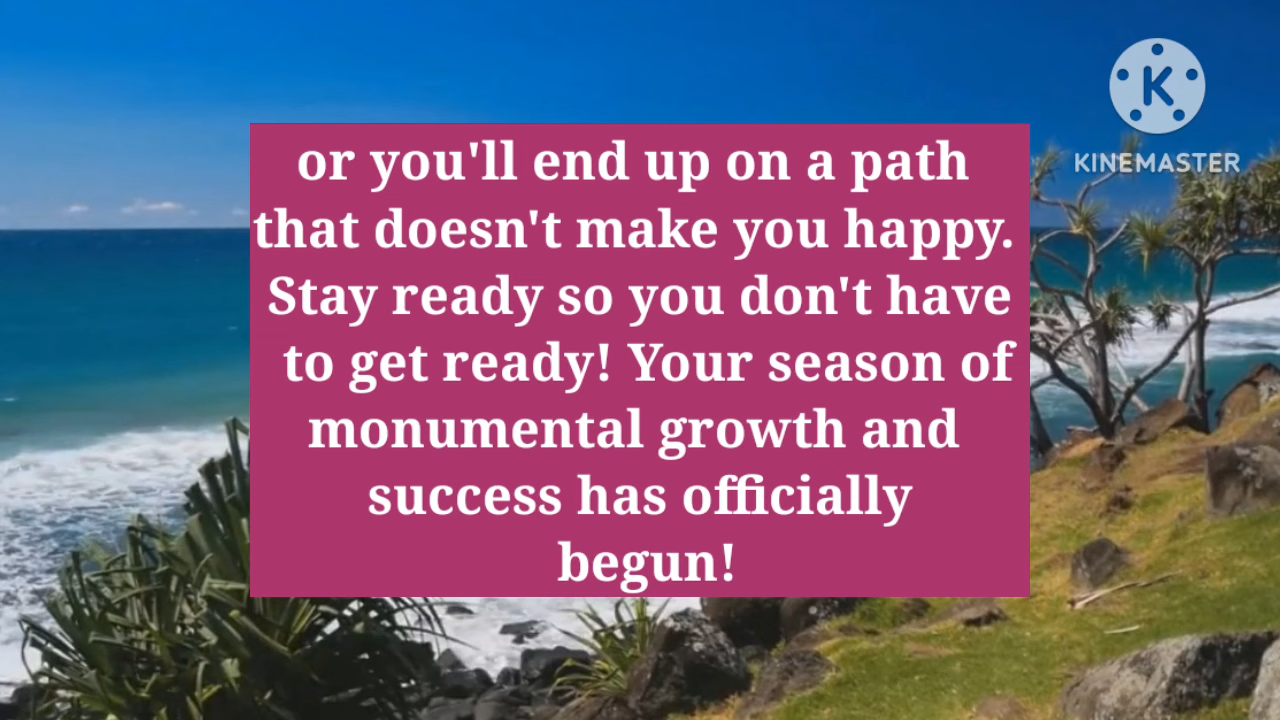 K
KINEMASTER
or you'll end up on a path
that doesn't make you happy.
Stay ready so you don't have
to get ready! Your season of
monumental growth and
success has officially
begun!